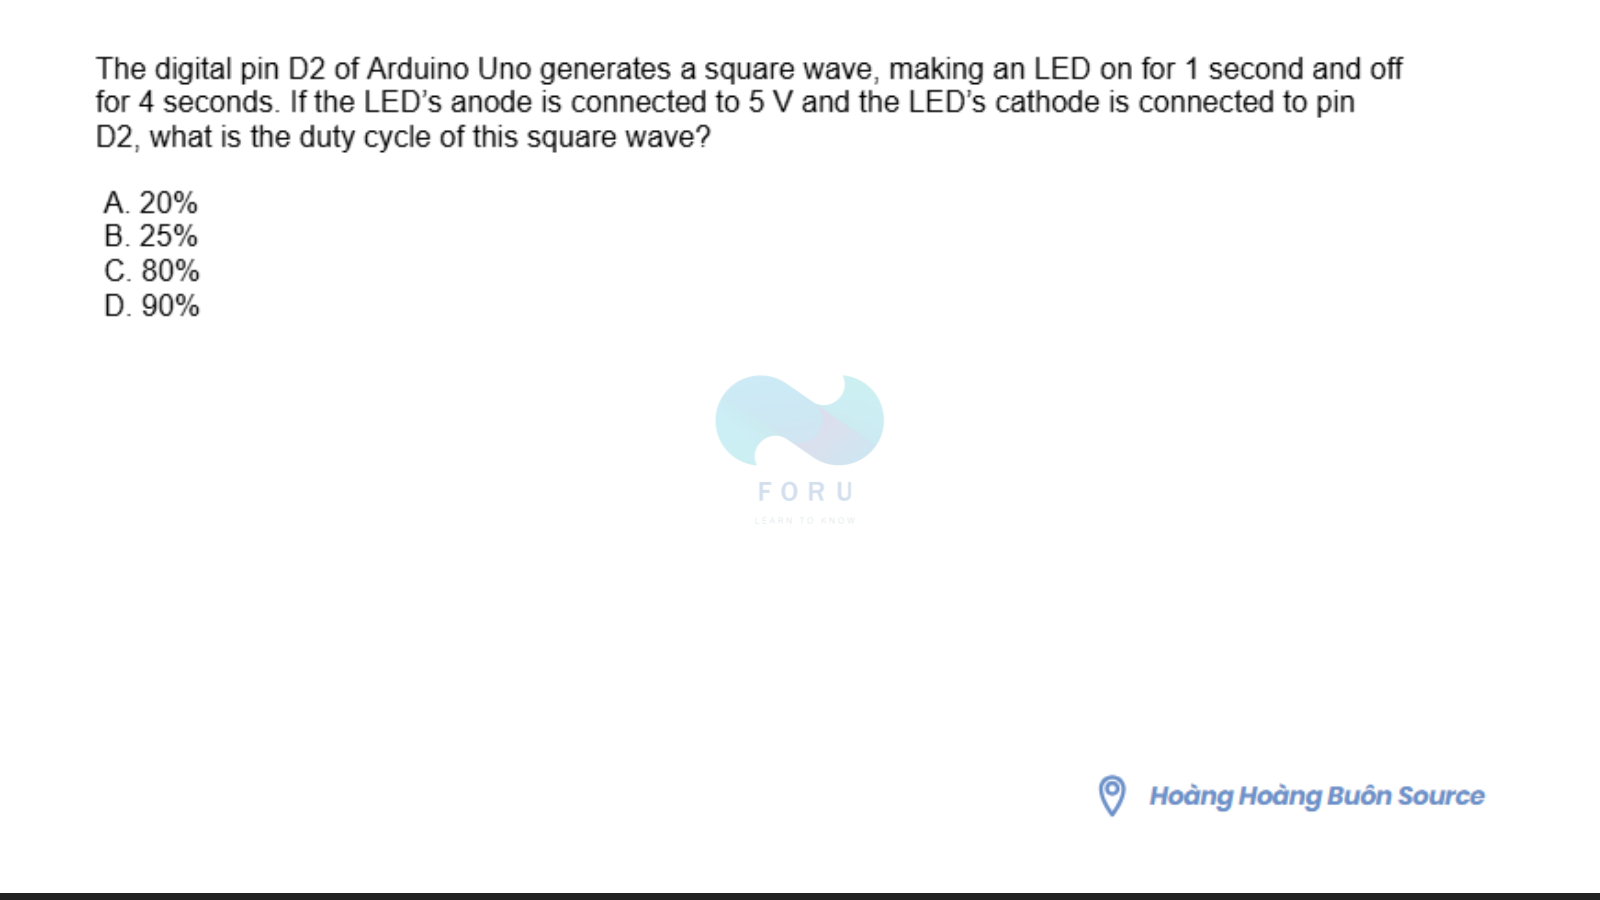 The digital pin D2 of Arduino Uno generates a square wave, making an LED on for 1 second and off
for 4 seconds. If the LED’s anode is connected to 5 V and the LED’s cathode is connected to pin
D2, what is the duty cycle of this square wave?
A. 20%
B. 25%
C. 80%
D. 90%
FORU
LEARN TO KNOW
Hoàng Hoàng Buôn Source